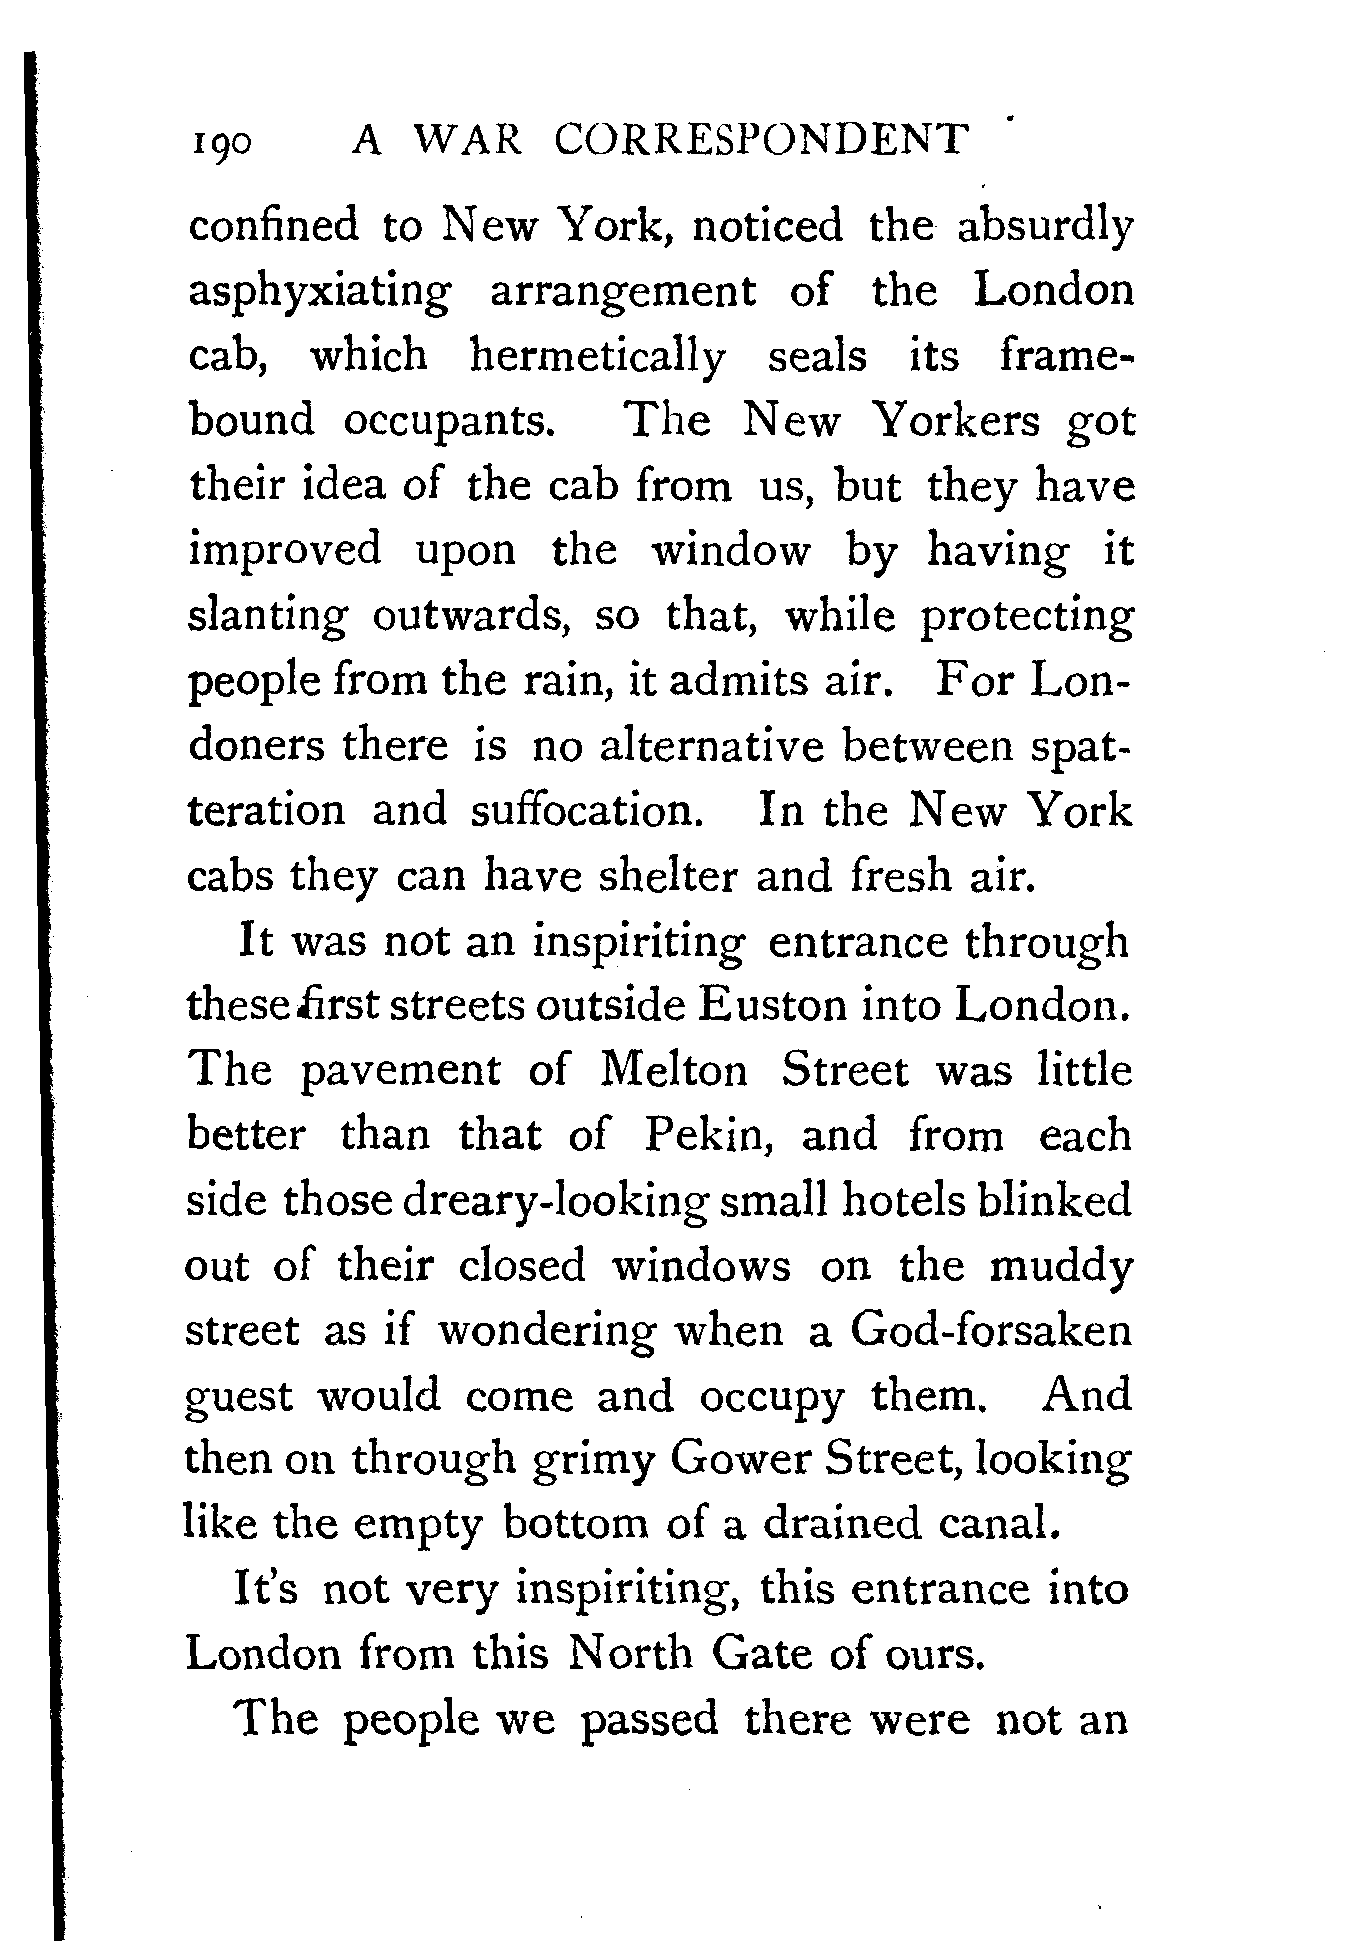 190 A WAR CORRESPONDENT
confined to New York, noticed the absurdly
asphyxiating arrangement of the London
cab, which hermetically seals its frame-
bound occupants. The New Yorkers got
their idea of the cab from us, but they have
improved upon the window by having it
slanting outwards, so that, while protecting
people from the rain, it admits air. For Lon-
doners there is no alternative between spat-
teration and suffocation. In the New York
cabs they can have shelter and fresh air.
It was not an inspiriting entrance through
these first streets outside Euston into London.
The pavement of Melton Street was little
better than that of Pekin, and from each
side those dreary-looking small hotels blinked
out of their closed windows on the muddy
street as if wondering when a God-forsaken
guest would come and occupy them. And
then on through grimy Gower Street, looking
like the empty bottom of a drained canal.
It's not very inspiriting, this entrance into
London from this North Gate of ours.
The people we passed there were not an